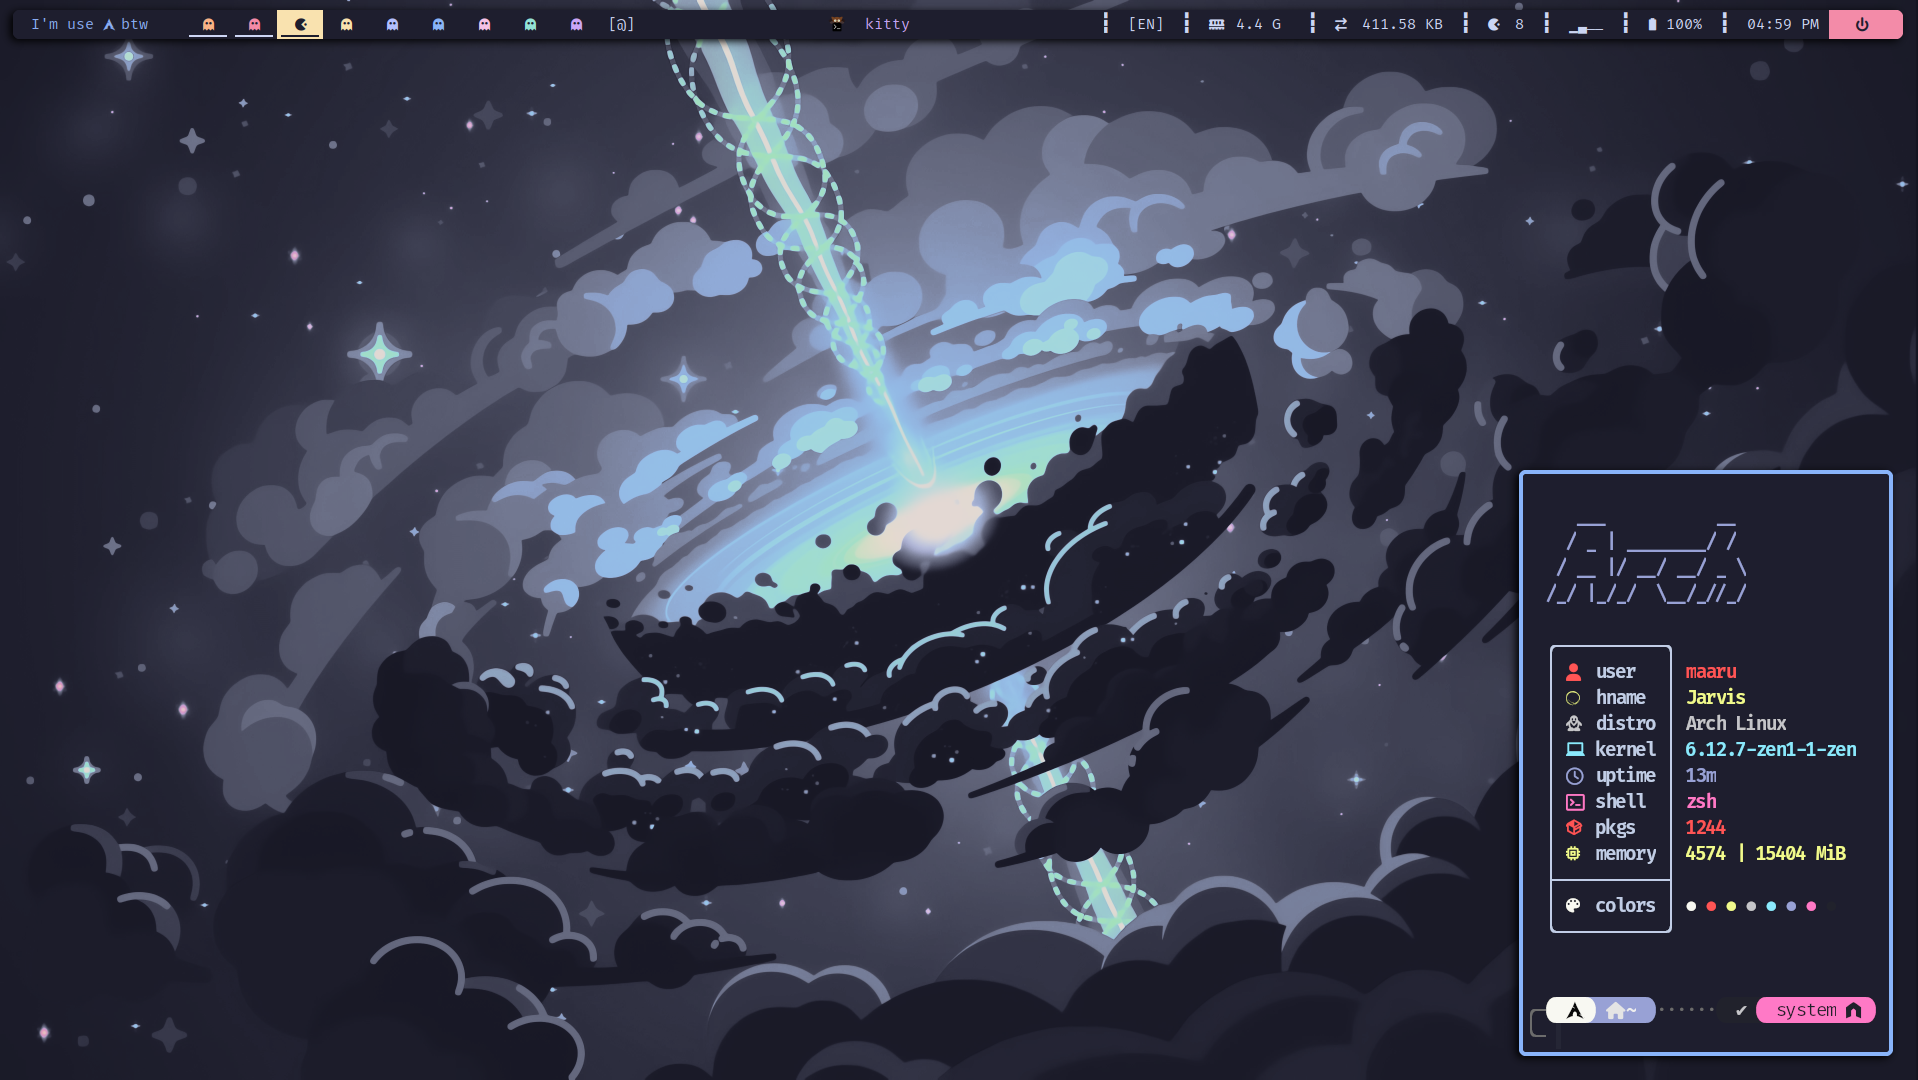 I'm use btw
[@]
kitty
[EN]
4.4 G
411.58 KB
8
100%
04:59 PM
user maaru
hname Jarvis
distro Arch Linux
kernel 6.12.7-zen1-1-zen
uptime 13m
shell zsh
pkgs 1244
memory 4574 | 15404 MiB
colors
~ ······ ✔ system